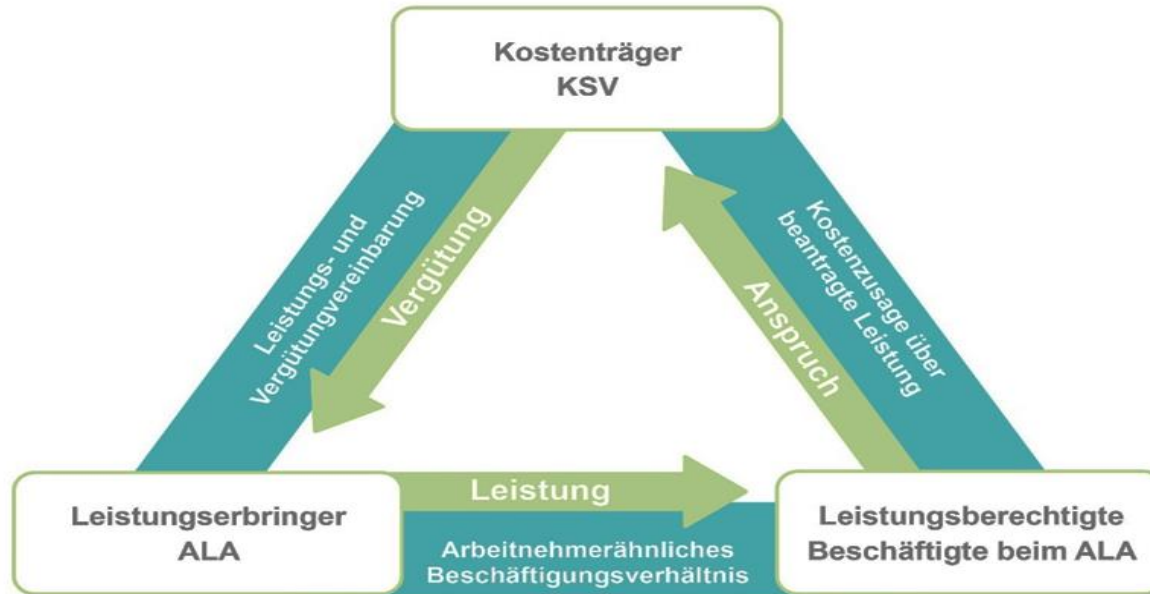 Kostenträger
KSV
Leistungs- und
Vergütungvereinbarung
Vergütung
Anspruch
Kostenzusage über
beantragte Leistung
Leistungserbringer
ALA
Leistung
Arbeitnehmerähnliches
Beschäftigungsverhältnis
Leistungsberechtigte
Beschäftigte beim ALA